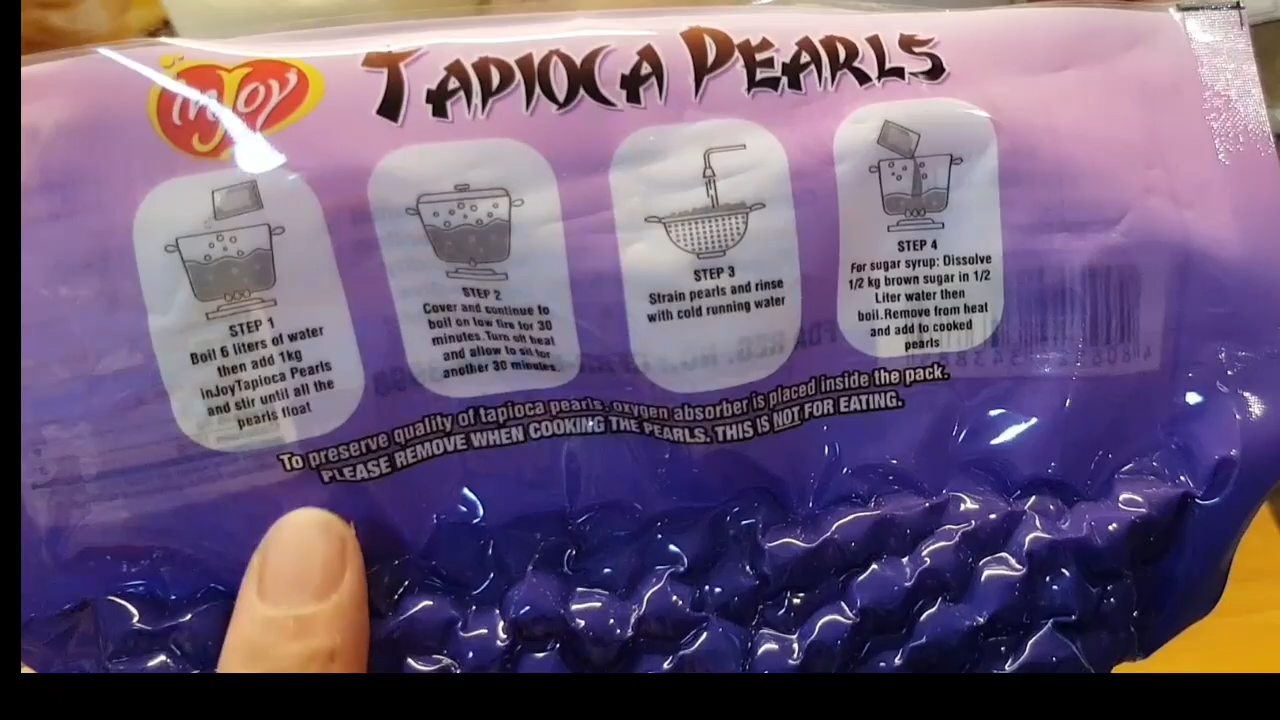 inJoy
TAPIOCA PEARLS
STEP 1
Boil 6 liters of water
then add 1kg
inJoyTapioca Pearls
and stir until all the
pearls float
STEP 2
Cover and continue to
boil on low fire for 30
minutes.Turn off heat
and allow to sit for
another 30 minutes.
STEP 3
Strain pearls and rinse
with cold running water
STEP 4
For sugar syrup: Dissolve
1/2 kg brown sugar in 1/2
Liter water then
boil.Remove from heat
and add to cooked
pearls
To preserve quality of tapioca pearls, oxygen absorber is placed inside the pack.
PLEASE REMOVE WHEN COOKING THE PEARLS. THIS IS NOT FOR EATING.
FDA REG. NO.